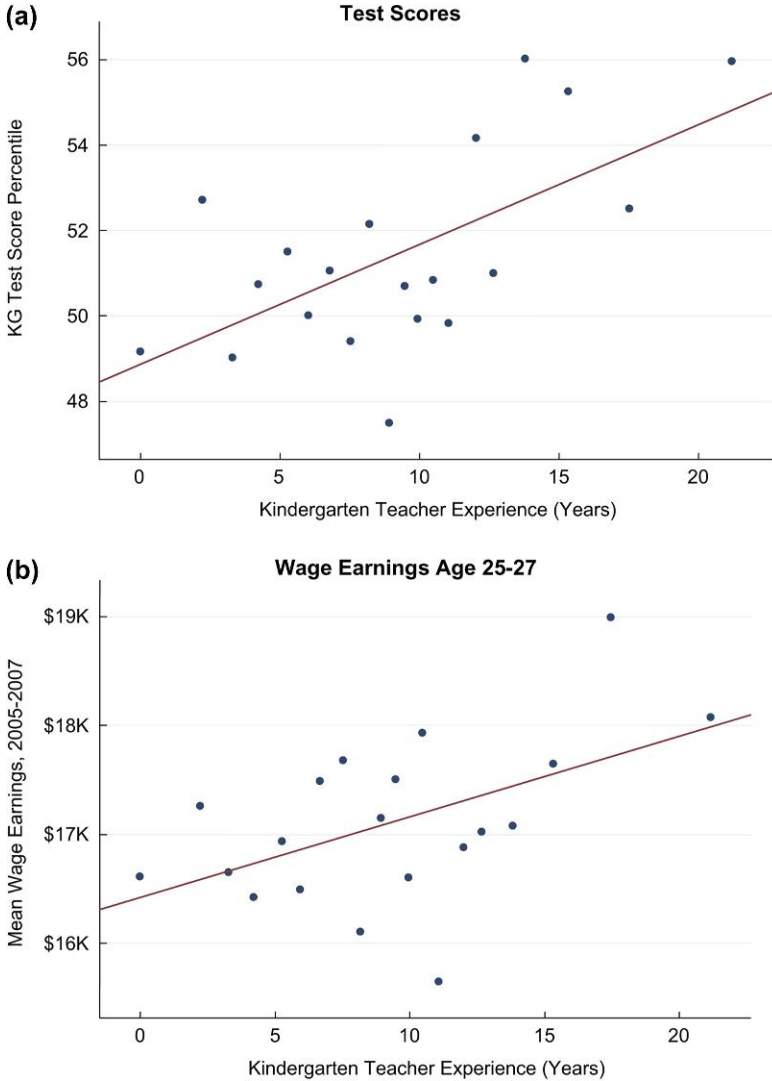 (a)
Test Scores
KG Test Score Percentile
56
54
52
50
48
0 5 10 15 20
Kindergarten Teacher Experience (Years)
(b)
Wage Earnings Age 25-27
Mean Wage Earnings, 2005-2007
$19K
$18K
$17K
$16K
0 5 10 15 20
Kindergarten Teacher Experience (Years)